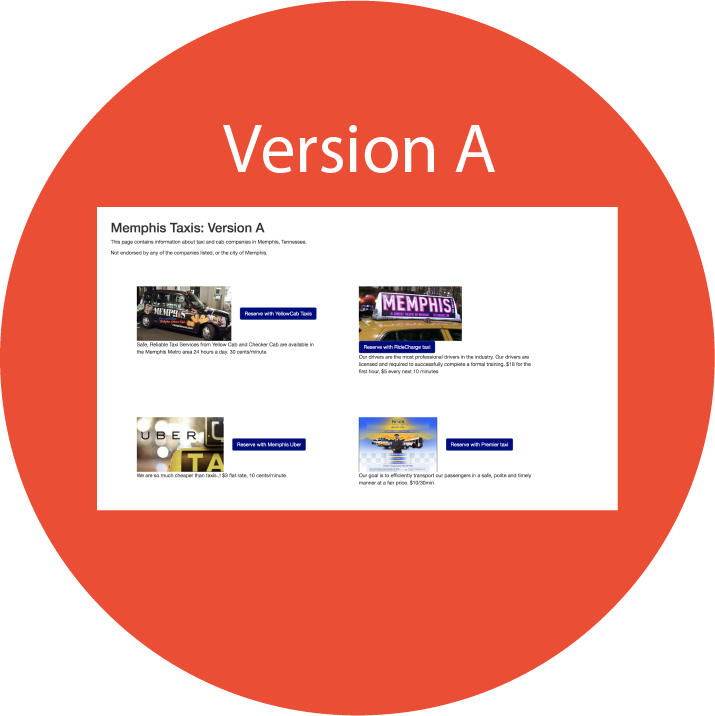 Version A
Memphis Taxis: Version A
This page contains information about taxi and cab companies in Memphis, Tennessee.
Not endorsed by any of the companies listed, or the city of Memphis.
MEMPHIS
Reserve with YellowCab Taxis
Safe, Reliable Taxi Services from Yellow Cab and Checker Cab are available in
the Memphis Metro area 24 hours a day. 30 cents/minute
MEMPHIS
Reserve with RideCharge taxi
Our drivers are the most professional drivers in the industry. Our drivers are
licensed and required to successfully complete a formal training. $18 for the
first hour, $5 every next 10 minutes
UBER
TA
Reserve with Memphis Uber
We are so much cheaper than taxis..! $3 flat rate, 10 cents/minute
Reserve with Premier taxi
Our goal is to efficiently transport our passengers in a safe, polite and timely
manner at a fair price. $10/30min